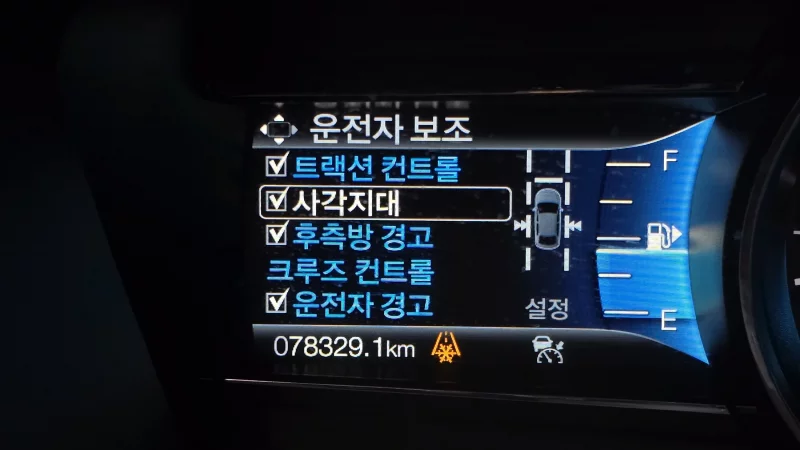 운전자 보조
트랙션 컨트롤
사각지대
후측방 경고
크루즈 컨트롤
운전자 경고
설정
F
E
078329.1km